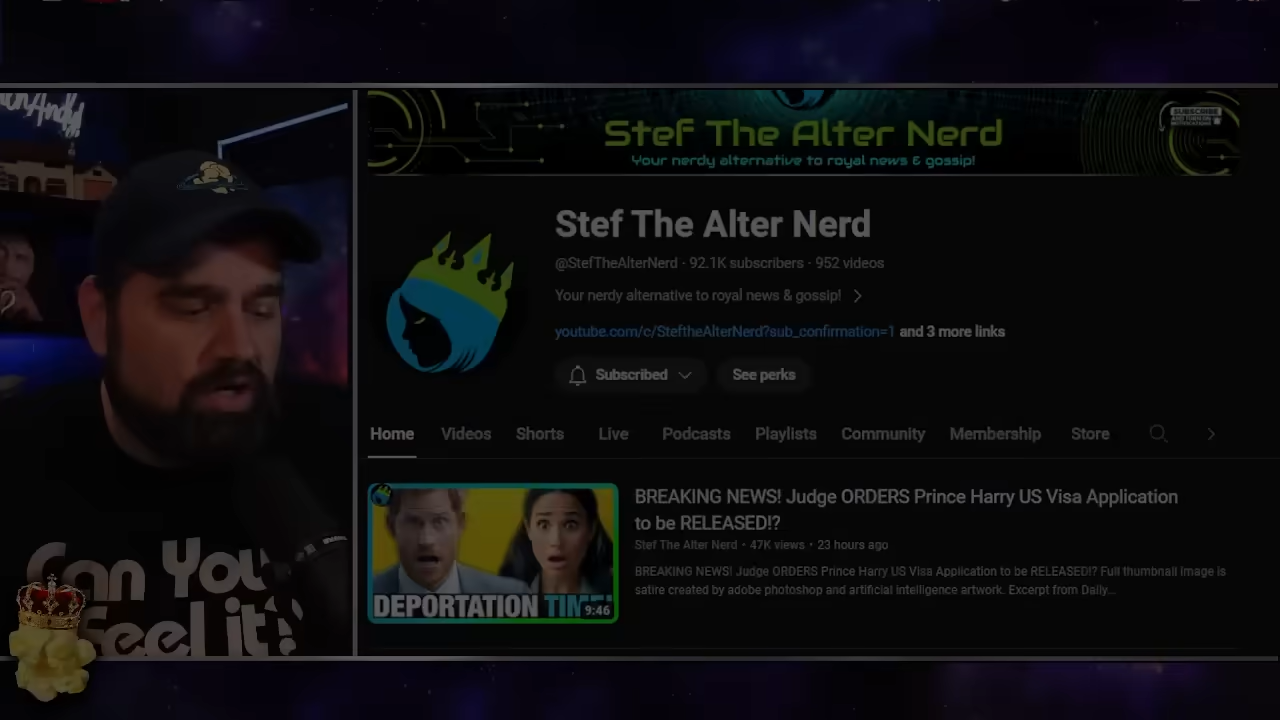 Stef The Alter Nerd
Your nerdy alternative to royal news & gossip!
SUBSCRIBE
AND TURN ON
NOTIFICATIONS
Stef The Alter Nerd
@StefTheAlterNerd · 92.1K subscribers · 952 videos
Your nerdy alternative to royal news & gossip!
youtube.com/c/SteftheAlterNerd?sub_confirmation=1 and 3 more links
Subscribed
See perks
Home Videos Shorts Live Podcasts Playlists Community Membership Store
BREAKING NEWS! Judge ORDERS Prince Harry US Visa Application
to be RELEASED!?
Stef The Alter Nerd · 47K views · 23 hours ago
BREAKING NEWS! Judge ORDERS Prince Harry US Visa Application to be RELEASED!? Full thumbnail image is
satire created by adobe photoshop and artificial intelligence artwork. Excerpt from Daily...
DEPORTATION TIME!
9:46
Can You
Feel it?